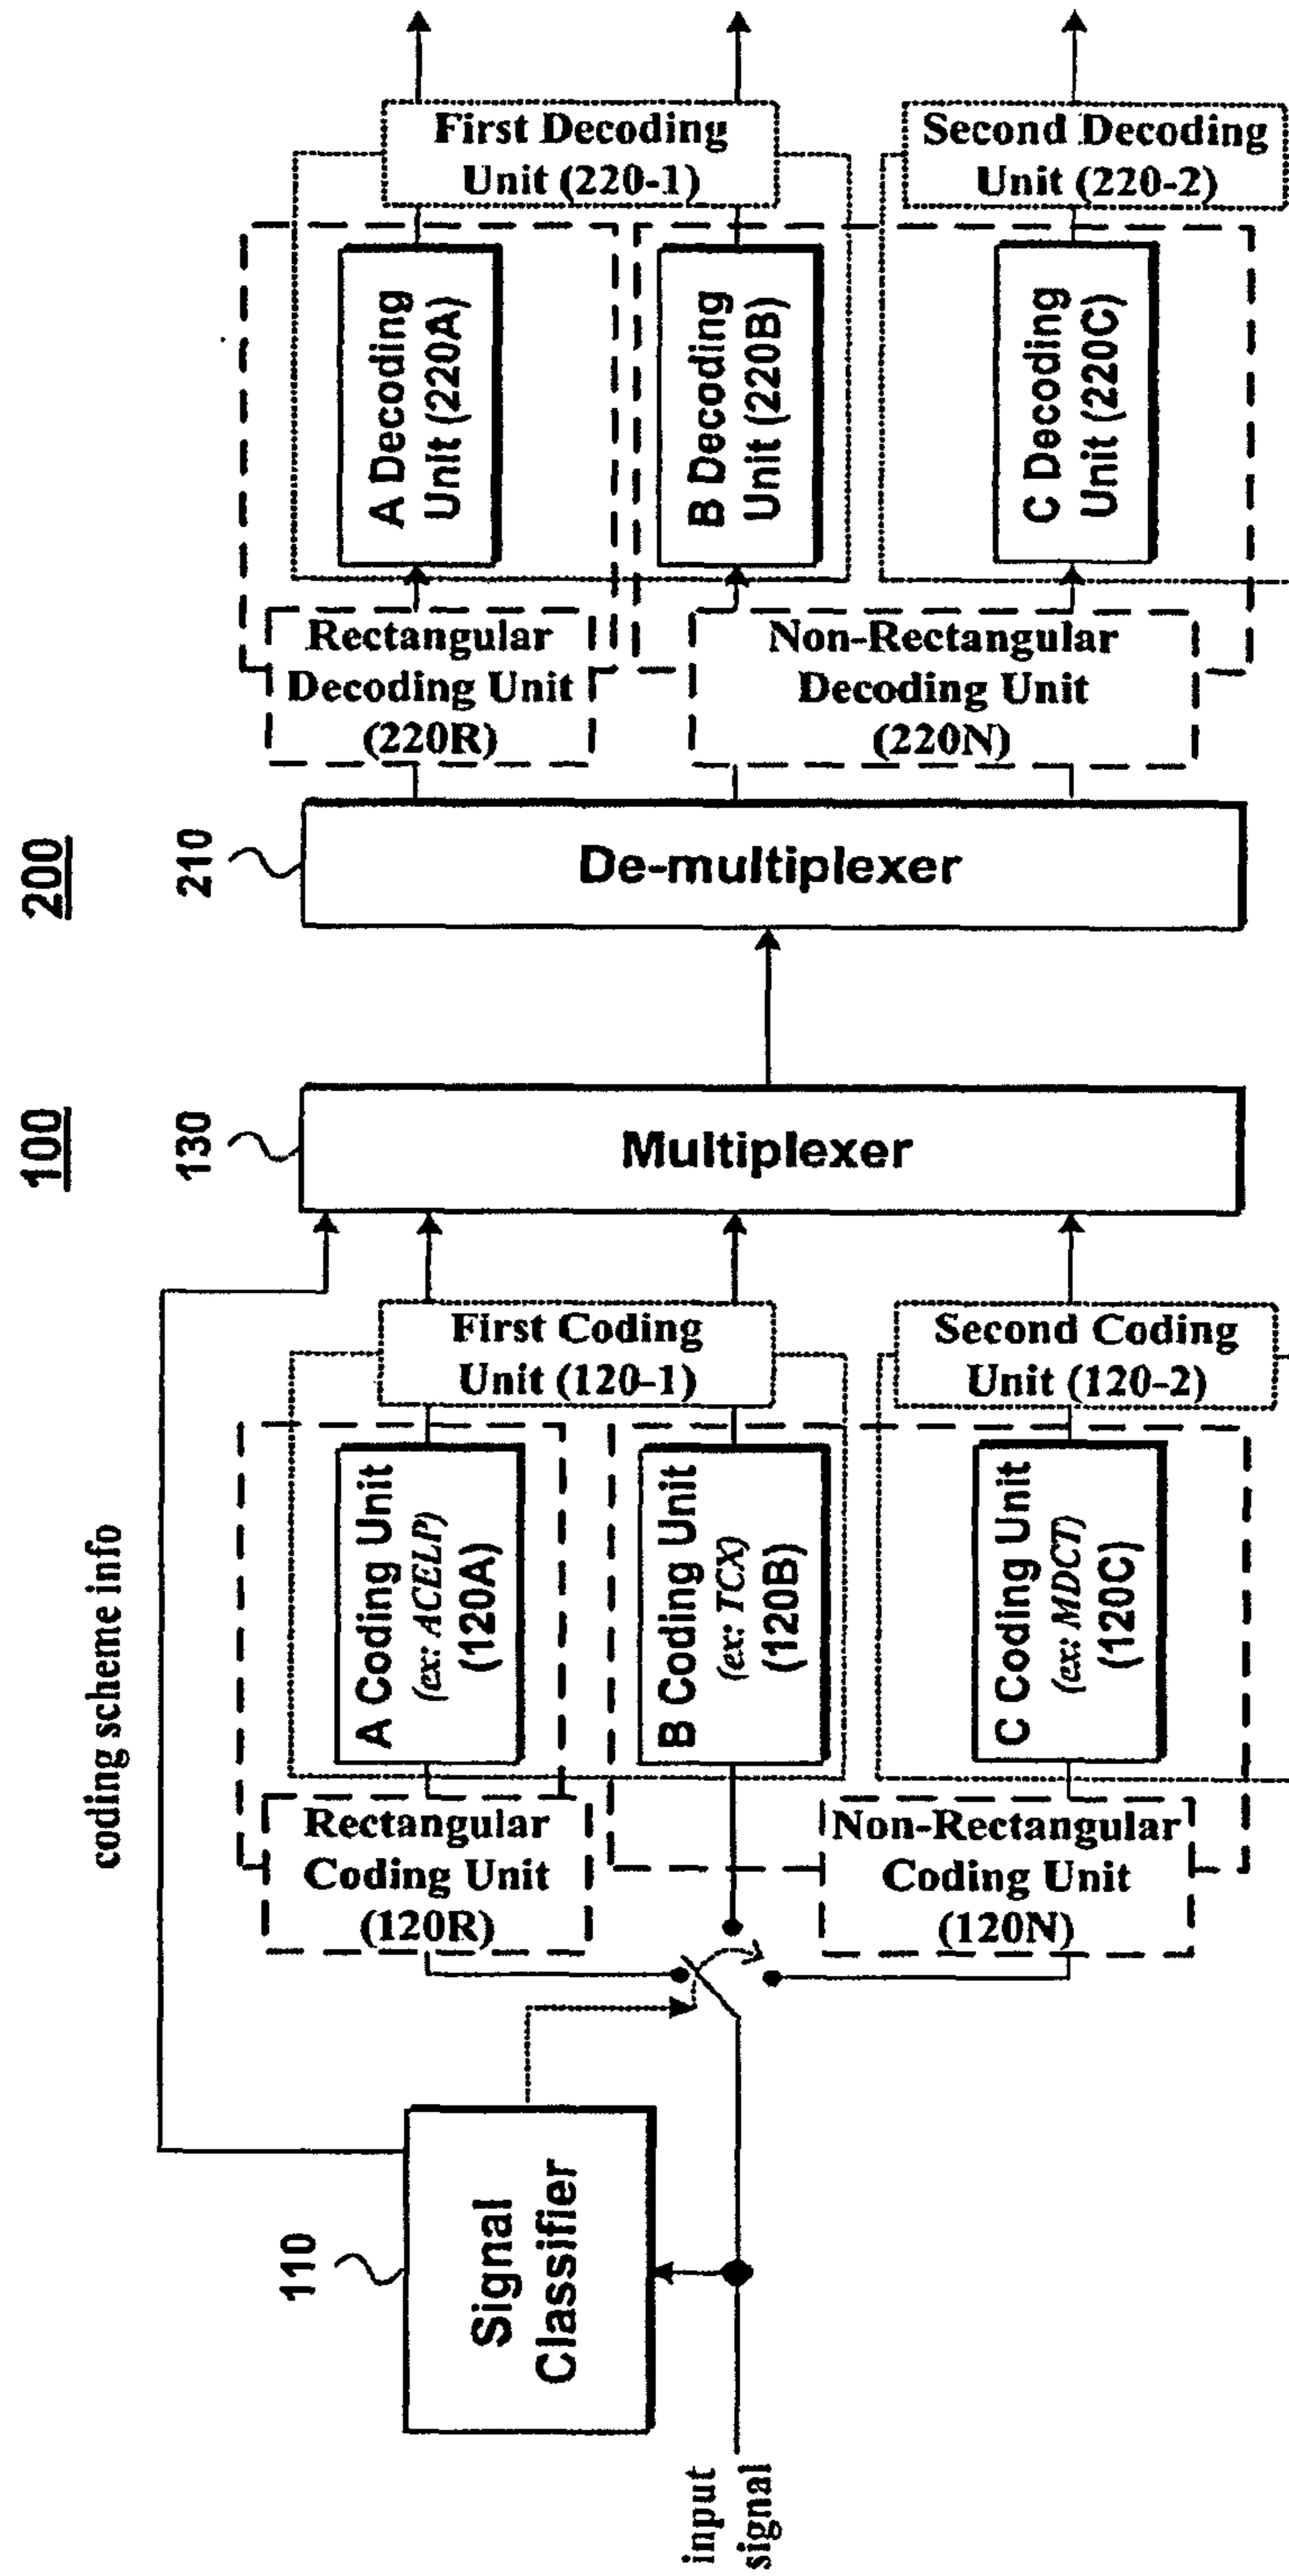 100
200
coding scheme info
110
Signal
Classifier
input
signal
Rectangular
Coding Unit
(120R)
A Coding Unit
(ex: ACELP)
(120A)
B Coding Unit
(ex: TCX)
(120B)
Non-Rectangular
Coding Unit
(120N)
C Coding Unit
(ex: MDCT)
(120C)
First Coding
Unit (120-1)
Second Coding
Unit (120-2)
130
Multiplexer
210
De-multiplexer
Rectangular
Decoding Unit
(220R)
Non-Rectangular
Decoding Unit
(220N)
A Decoding
Unit (220A)
B Decoding
Unit (220B)
C Decoding
Unit (220C)
First Decoding
Unit (220-1)
Second Decoding
Unit (220-2)